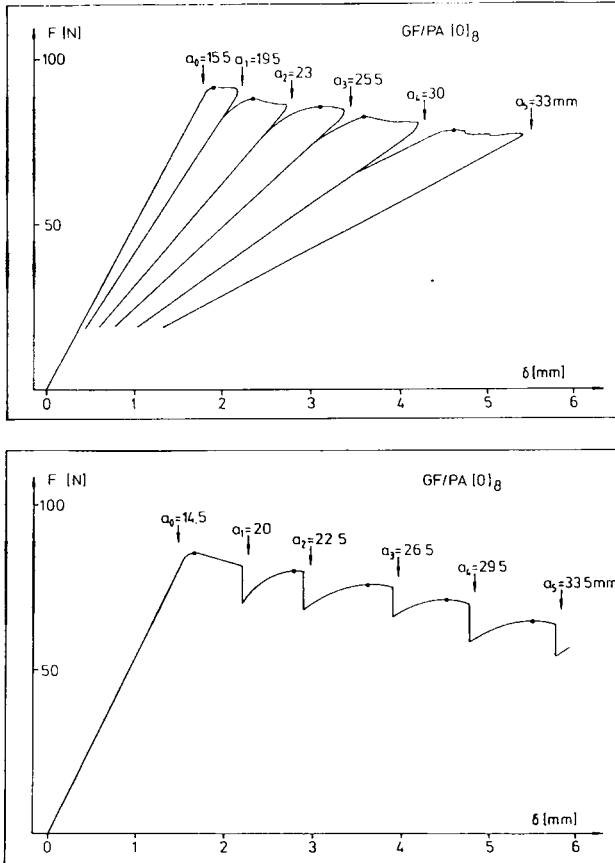 F [N]
GF/PA [0]₈
100
a₀=15.5
a₁=19.5
a₂=23
a₃=25.5
a₄=30
a₅=33 mm
50
δ [mm]
0 1 2 3 4 5 6
F [N]
GF/PA [0]₈
100
a₀=14.5
a₁=20
a₂=22.5
a₃=26.5
a₄=29.5
a₅=33.5mm
50
δ [mm]
0 1 2 3 4 5 6